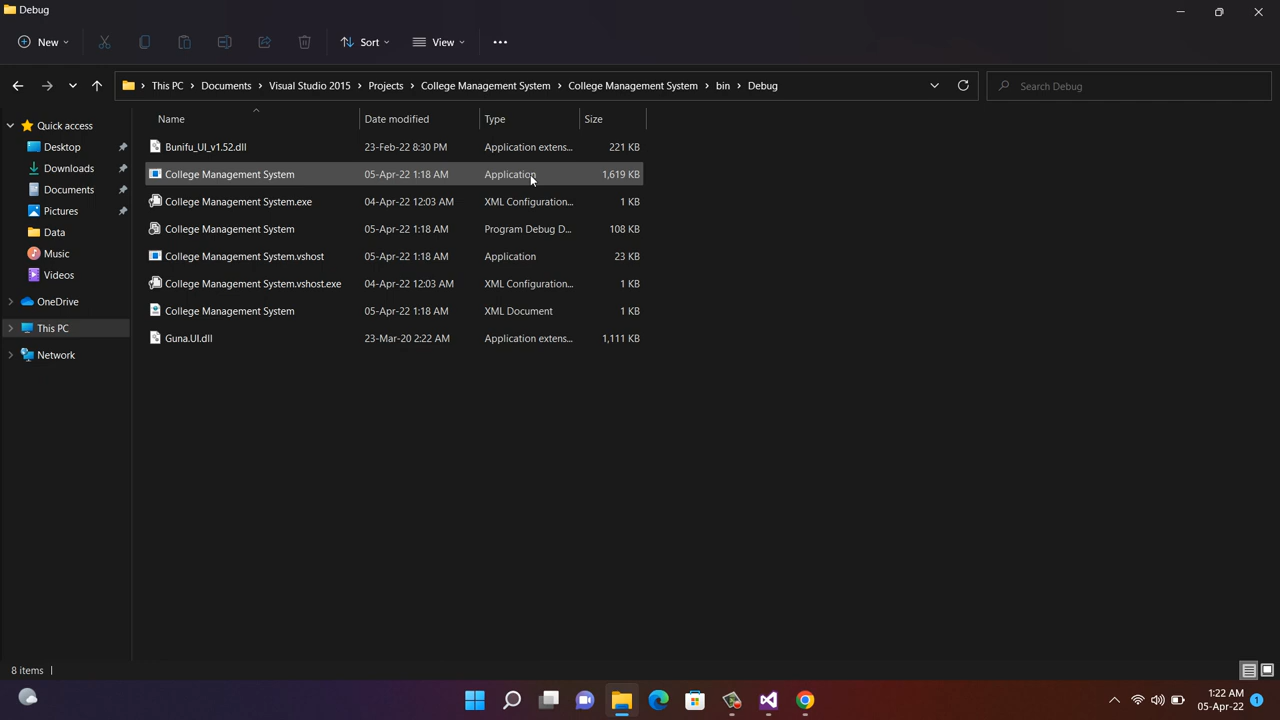 Debug
New
Sort
View
This PC > Documents > Visual Studio 2015 > Projects > College Management System > College Management System > bin > Debug
Search Debug
Name Date modified Type Size
Quick access
Desktop
Downloads
Documents
Pictures
Data
Music
Videos
OneDrive
This PC
Network
Bunifu_UI_v1.52.dll 23-Feb-22 8:30 PM Application extens... 221 KB
College Management System 05-Apr-22 1:18 AM Application 1,619 KB
College Management System.exe 04-Apr-22 12:03 AM XML Configuration... 1 KB
College Management System 05-Apr-22 1:18 AM Program Debug D... 108 KB
College Management System.vshost 05-Apr-22 1:18 AM Application 23 KB
College Management System.vshost.exe 04-Apr-22 12:03 AM XML Configuration... 1 KB
College Management System 05-Apr-22 1:18 AM XML Document 1 KB
Guna.UI.dll 23-Mar-20 2:22 AM Application extens... 1,111 KB
8 items
1:22 AM
05-Apr-22
1